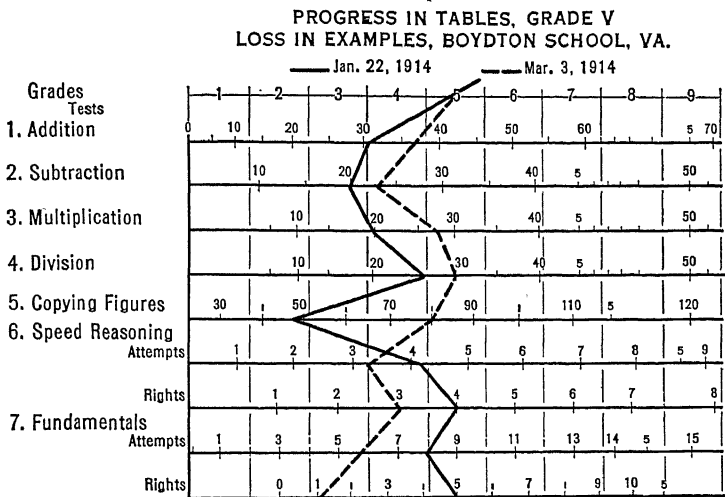 PROGRESS IN TABLES, GRADE V
LOSS IN EXAMPLES, BOYDTON SCHOOL, VA.
Jan. 22, 1914 Mar. 3, 1914
Grades 1 2 3 4 5 6 7 8 9
Tests
1. Addition 0 10 20 30 40 50 60 5 70
2. Subtraction 10 20 30 40 5 50
3. Multiplication 10 20 30 40 5 50
4. Division 10 20 30 40 5 50
5. Copying Figures 30 50 70 90 110 5 120
6. Speed Reasoning
Attempts 1 2 3 4 5 6 7 8 5 9
Rights 1 2 3 4 5 6 7 8
7. Fundamentals
Attempts 1 3 5 7 9 11 13 14 5 15
Rights 0 1 3 5 7 9 10 5